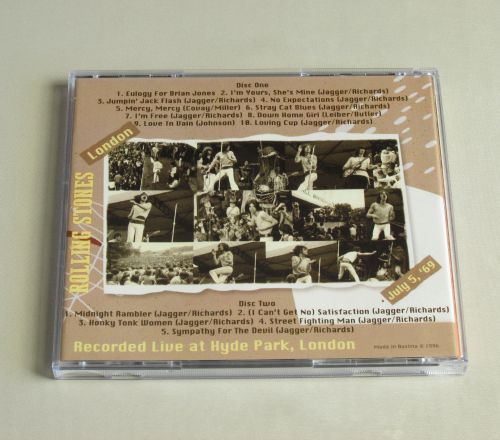 Disc One
1. Eulogy For Brian Jones 2. I'm Yours, She's Mine (Jagger/Richards)
3. Jumpin' Jack Flash (Jagger/Richards) 4. No Expectations (Jagger/Richards)
5. Mercy, Mercy (Covay/Miller) 6. Stray Cat Blues (Jagger/Richards)
7. I'm Free (Jagger/Richards) 8. Down Home Girl (Leiber/Butler)
9. Love In Vain (Johnson) 10. Loving Cup (Jagger/Richards)
London
ROLLING STONES
July 5, '69
Disc Two
1. Midnight Rambler (Jagger/Richards) 2. (I Can't Get No) Satisfaction (Jagger/Richards)
3. Honky Tonk Women (Jagger/Richards) 4. Street Fighting Man (Jagger/Richards)
5. Sympathy For The Devil (Jagger/Richards)
Recorded Live at Hyde Park, London
Made in Austria © 1996